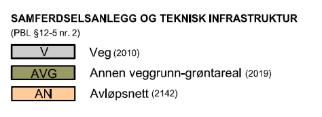 SAMFERDSELSANLEGG OG TEKNISK INFRASTRUKTUR
(PBL §12-5 nr. 2)
V Veg (2010)
AVG Annen veggrunn-grøntareal (2019)
AN Avløpsnett (2142)